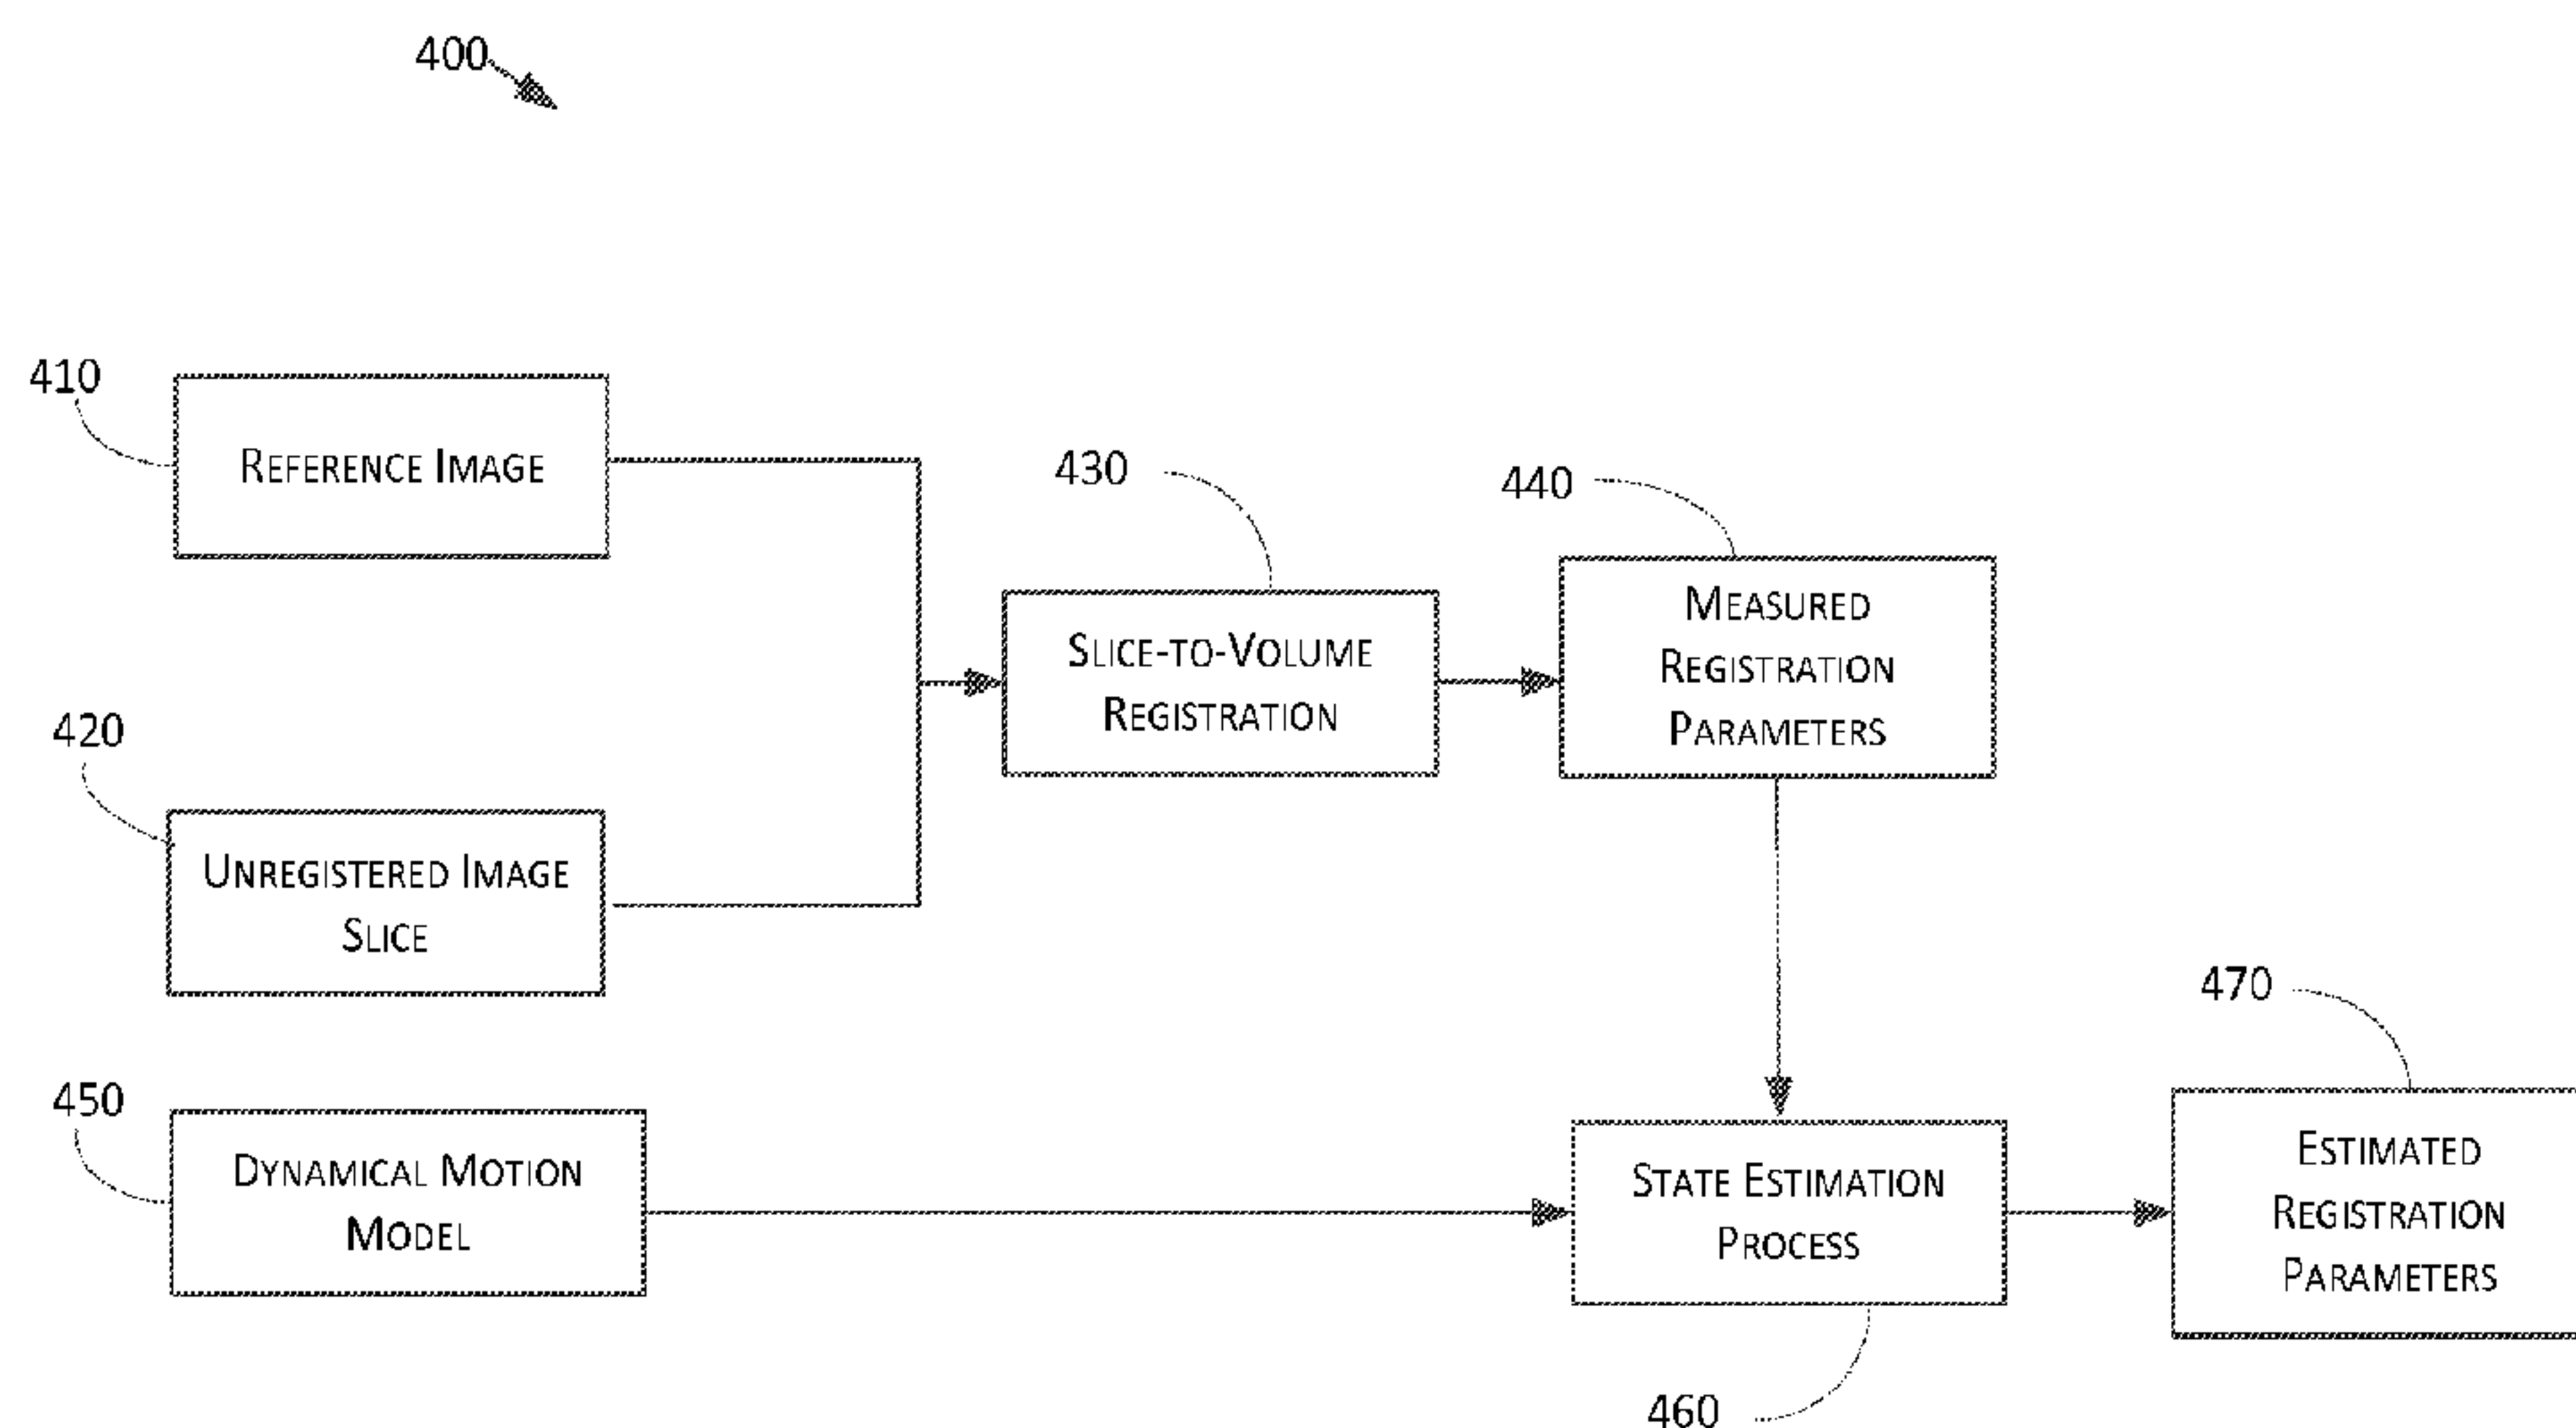 400
410
REFERENCE IMAGE
420
UNREGISTERED IMAGE
SLICE
430
SLICE-TO-VOLUME
REGISTRATION
440
MEASURED
REGISTRATION
PARAMETERS
450
DYNAMICAL MOTION
MODEL
460
STATE ESTIMATION
PROCESS
470
ESTIMATED
REGISTRATION
PARAMETERS